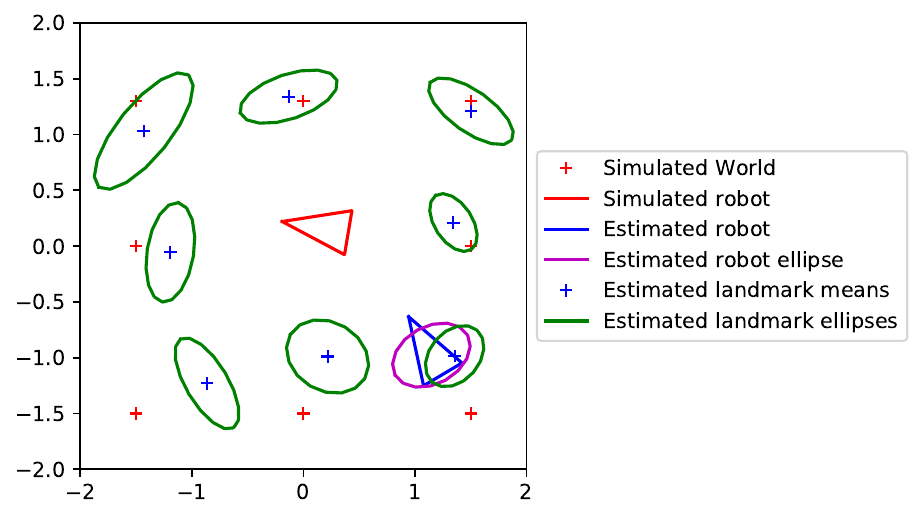 2.0
1.5
1.0
0.5
0.0
−0.5
−1.0
−1.5
−2.0
−2
−1
0
1
2
Simulated World
Simulated robot
Estimated robot
Estimated robot ellipse
Estimated landmark means
Estimated landmark ellipses